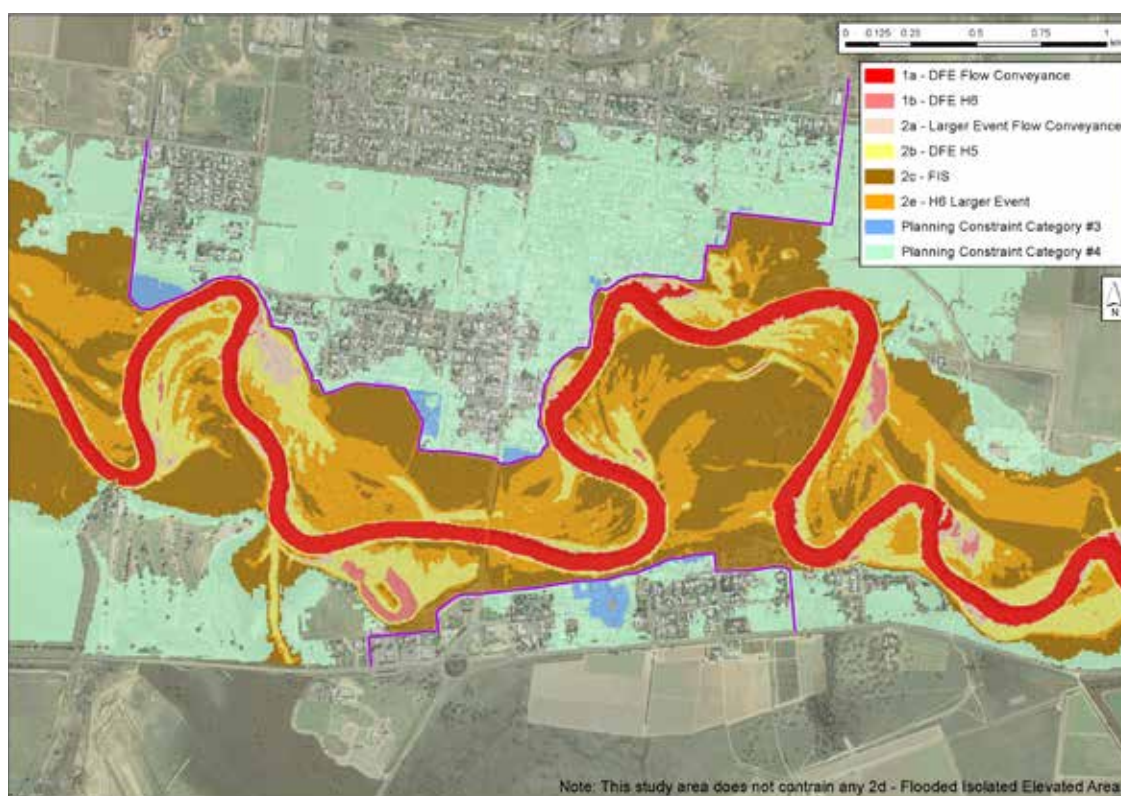 0 0.125 0.25 0.5 0.75 1
1a - DFE Flow Conveyance
1b - DFE H6
2a - Larger Event Flow Conveyance
2b - DFE H5
2c - FIS
2e - H6 Larger Event
Planning Constraint Category #3
Planning Constraint Category #4
N
Note: This study area does not contrain any 2d - Flooded Isolated Elevated Area